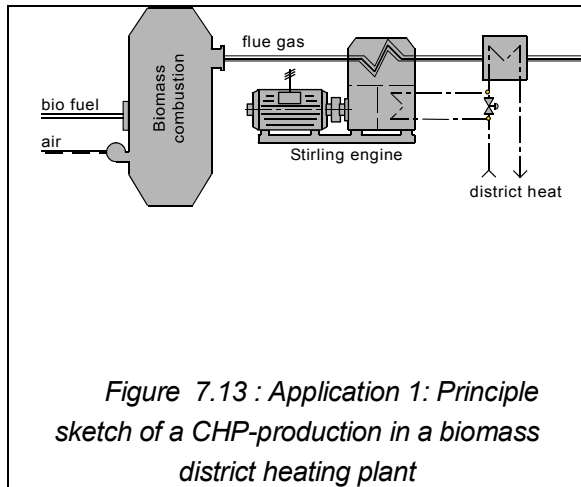 flue gas
Biomass
combustion
bio fuel
air
Stirling engine
district heat
Figure 7.13 : Application 1: Principle
sketch of a CHP-production in a biomass
district heating plant